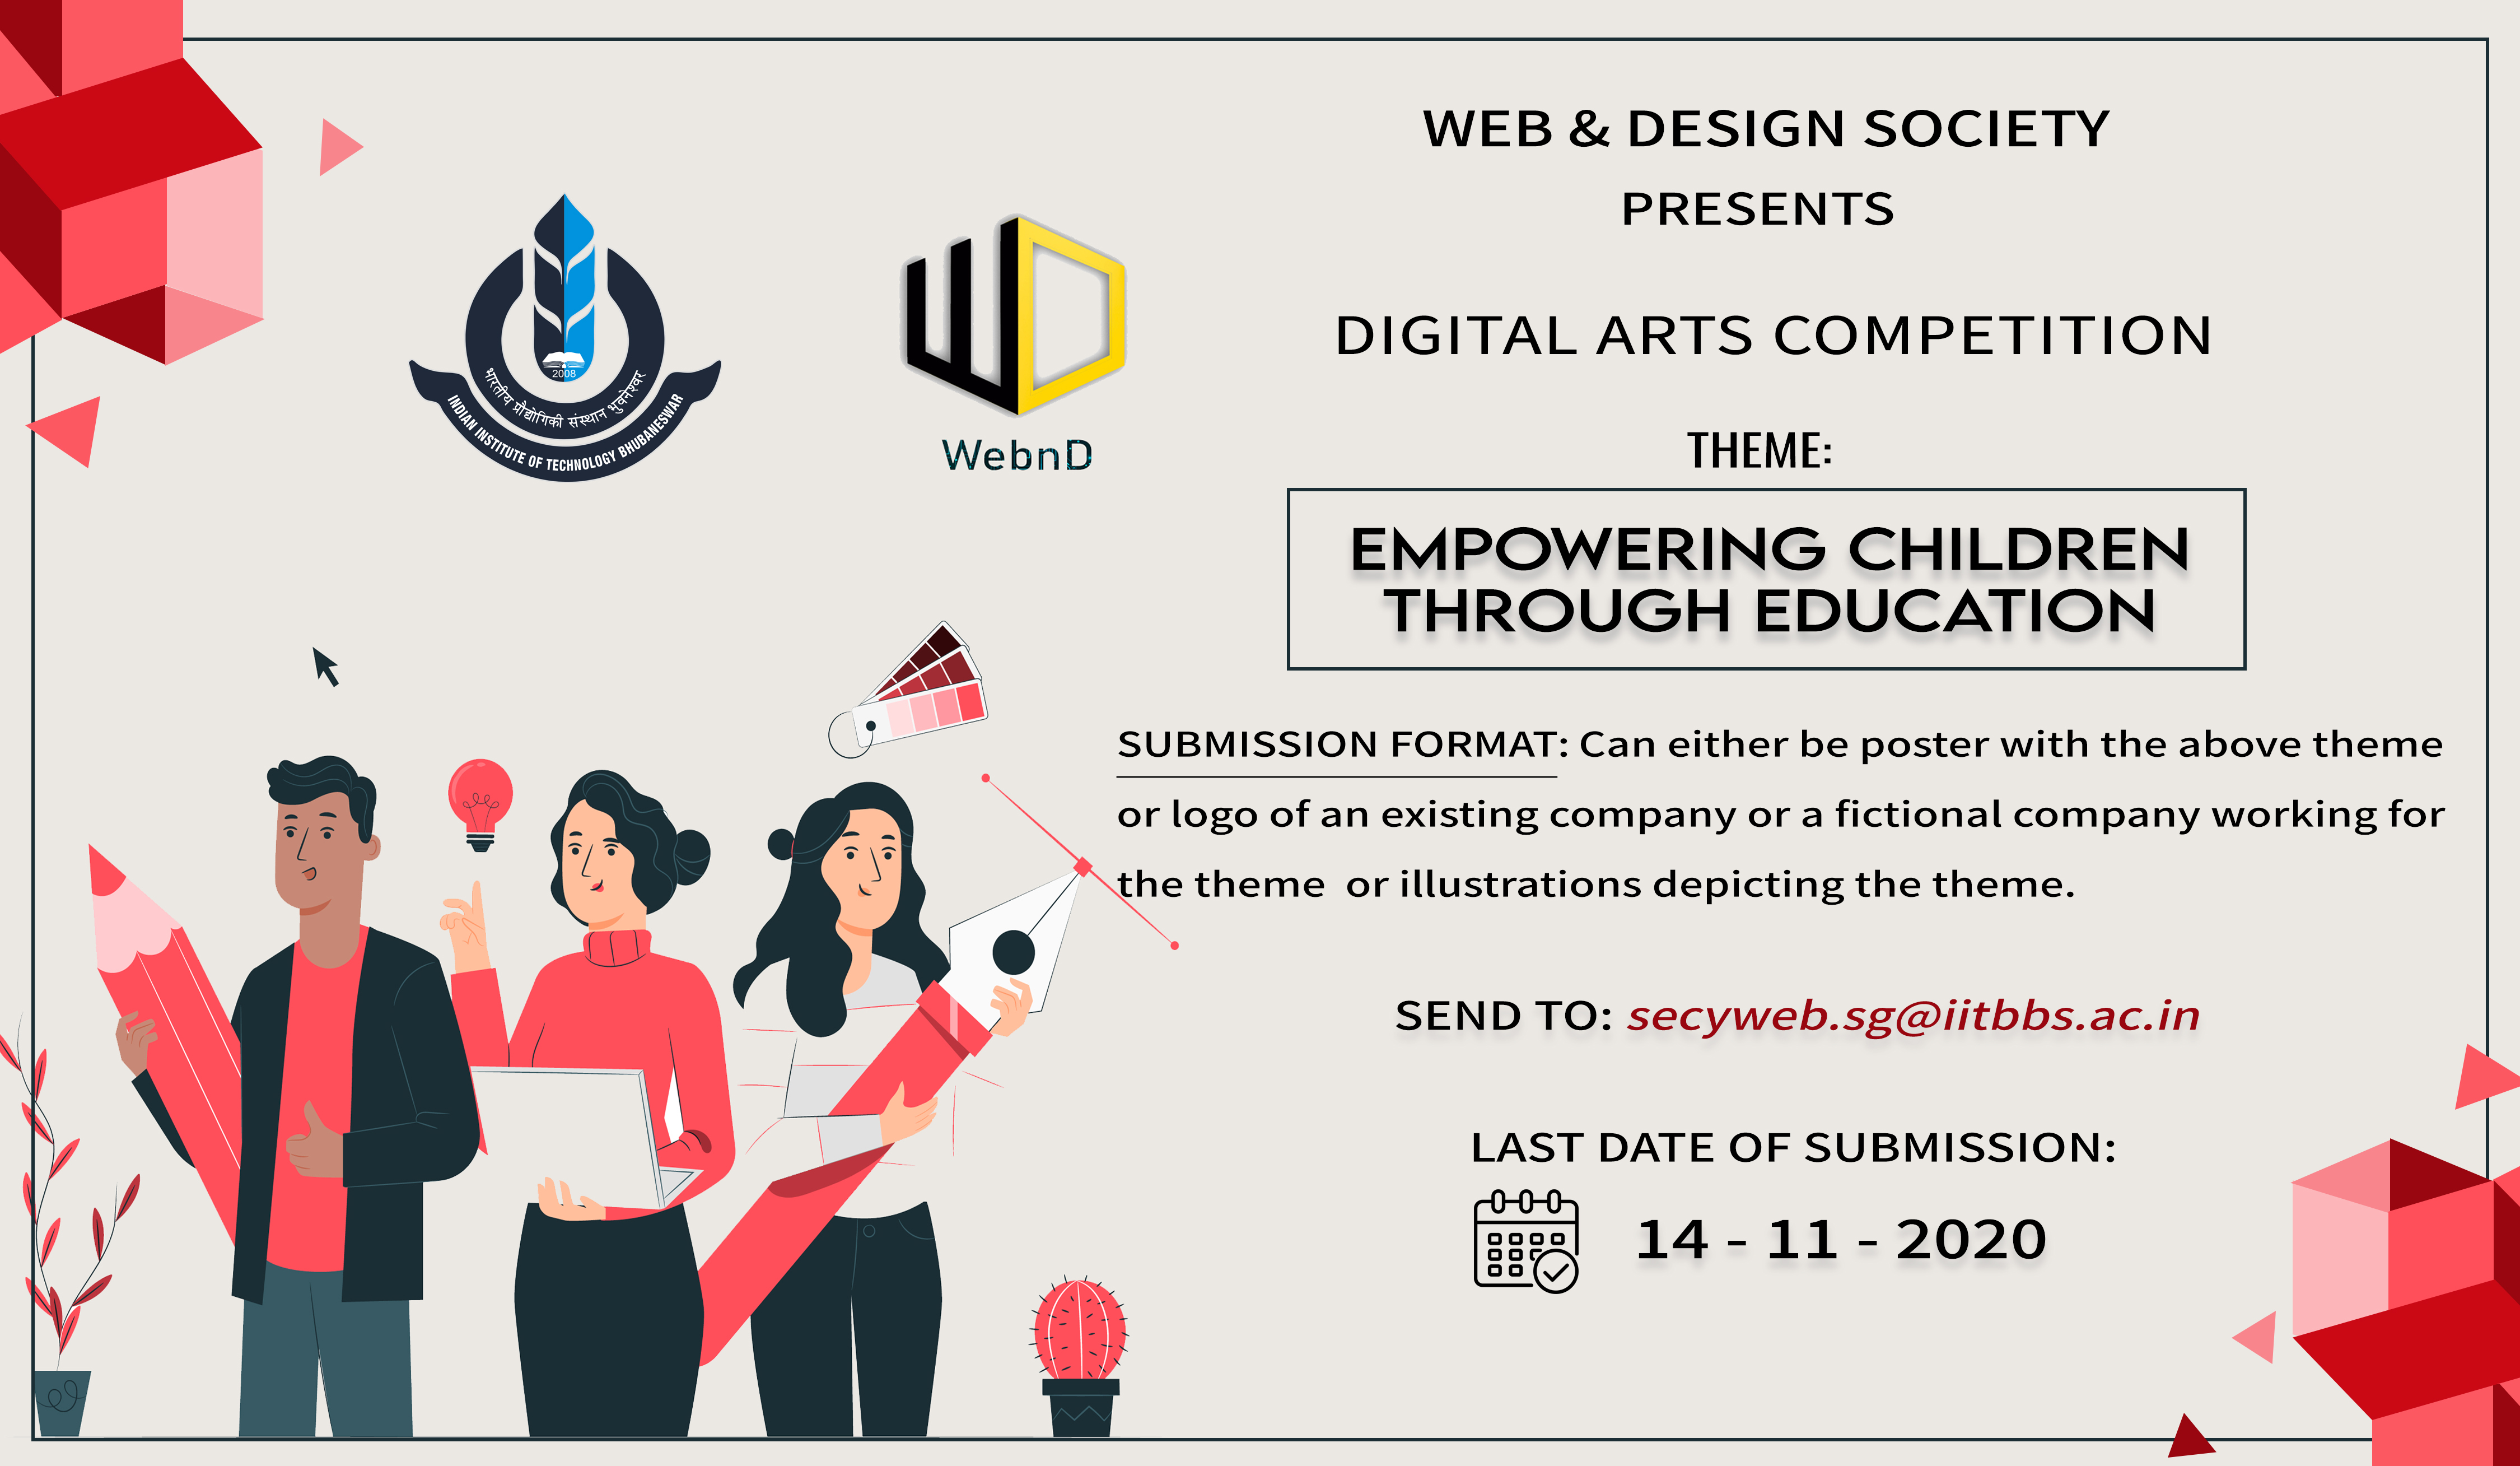 2008
भारतीय प्रौद्योगिकी संस्थान भुवनेश्वर
INDIAN INSTITUTE OF TECHNOLOGY BHUBANESWAR
WebnD
WEB & DESIGN SOCIETY
PRESENTS
DIGITAL ARTS COMPETITION
THEME:
EMPOWERING CHILDREN
THROUGH EDUCATION
SUBMISSION FORMAT: Can either be poster with the above theme
or logo of an existing company or a fictional company working for
the theme or illustrations depicting the theme.
SEND TO: secyweb.sg@iitbbs.ac.in
LAST DATE OF SUBMISSION:
14 - 11 - 2020